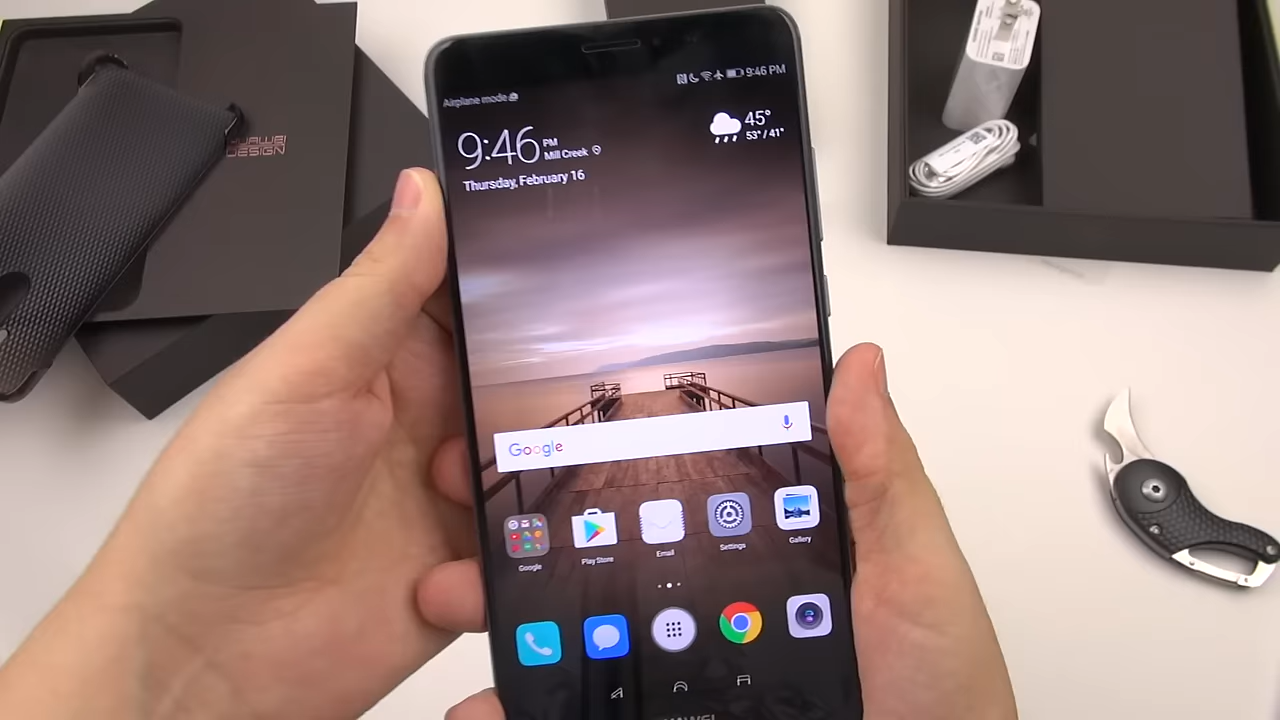 HUAWEI
DESIGN
Airplane mode
9:46 PM
9:46 PM
Mill Creek
Thursday, February 16
45°
53° / 41°
Google
Google
Play Store
Email
Settings
Gallery
HUAWEI